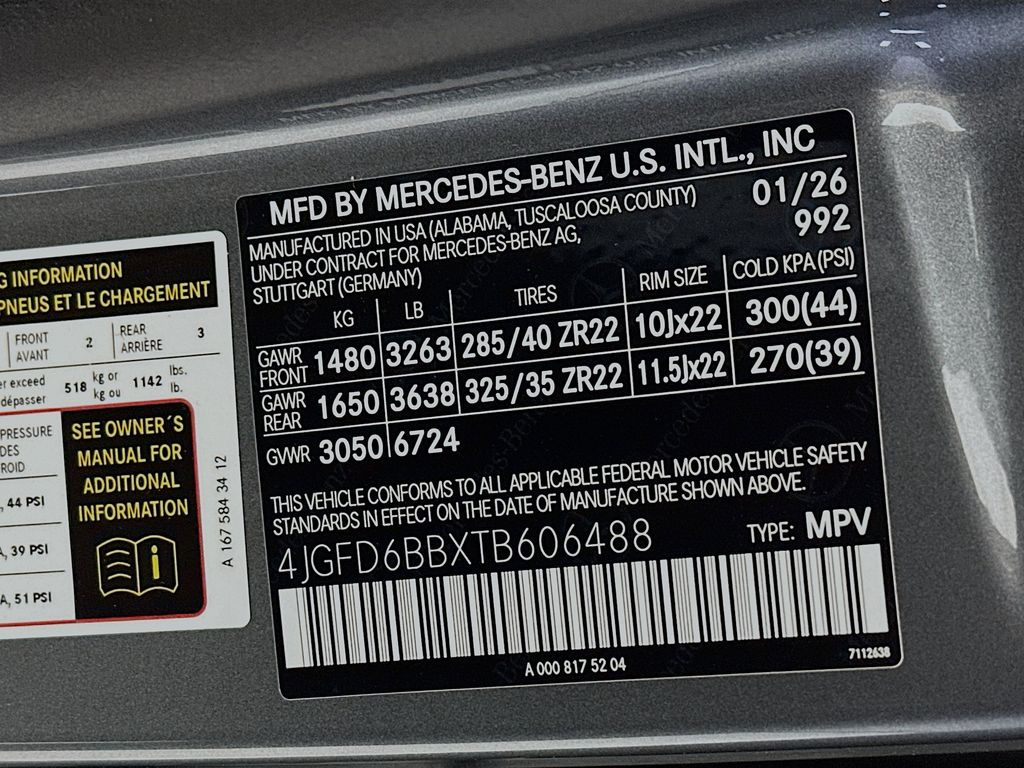 MFD BY MERCEDES-BENZ U.S. INTL., INC
MANUFACTURED IN USA (ALABAMA, TUSCALOOSA COUNTY) 01/26
UNDER CONTRACT FOR MERCEDES-BENZ AG, 992
STUTTGART (GERMANY)
KG LB TIRES RIM SIZE COLD KPA (PSI)
GAWR FRONT 1480 3263 285/40 ZR22 10Jx22 300(44)
GAWR REAR 1650 3638 325/35 ZR22 11.5Jx22 270(39)
GVWR 3050 6724
THIS VEHICLE CONFORMS TO ALL APPLICABLE FEDERAL MOTOR VEHICLE SAFETY
STANDARDS IN EFFECT ON THE DATE OF MANUFACTURE SHOWN ABOVE.
4JGFD6BBXTB606488 TYPE: MPV
A 000 817 52 04
7112638
G INFORMATION
PNEUS ET LE CHARGEMENT
FRONT AVANT 2 REAR ARRIÈRE 3
er exceed 518 kg or 1142 lbs.
dépasser kg ou lb.
PRESSURE
DES
ROID
, 44 PSI
A, 39 PSI
A, 51 PSI
SEE OWNER´S
MANUAL FOR
ADDITIONAL
INFORMATION
A 167 584 34 12